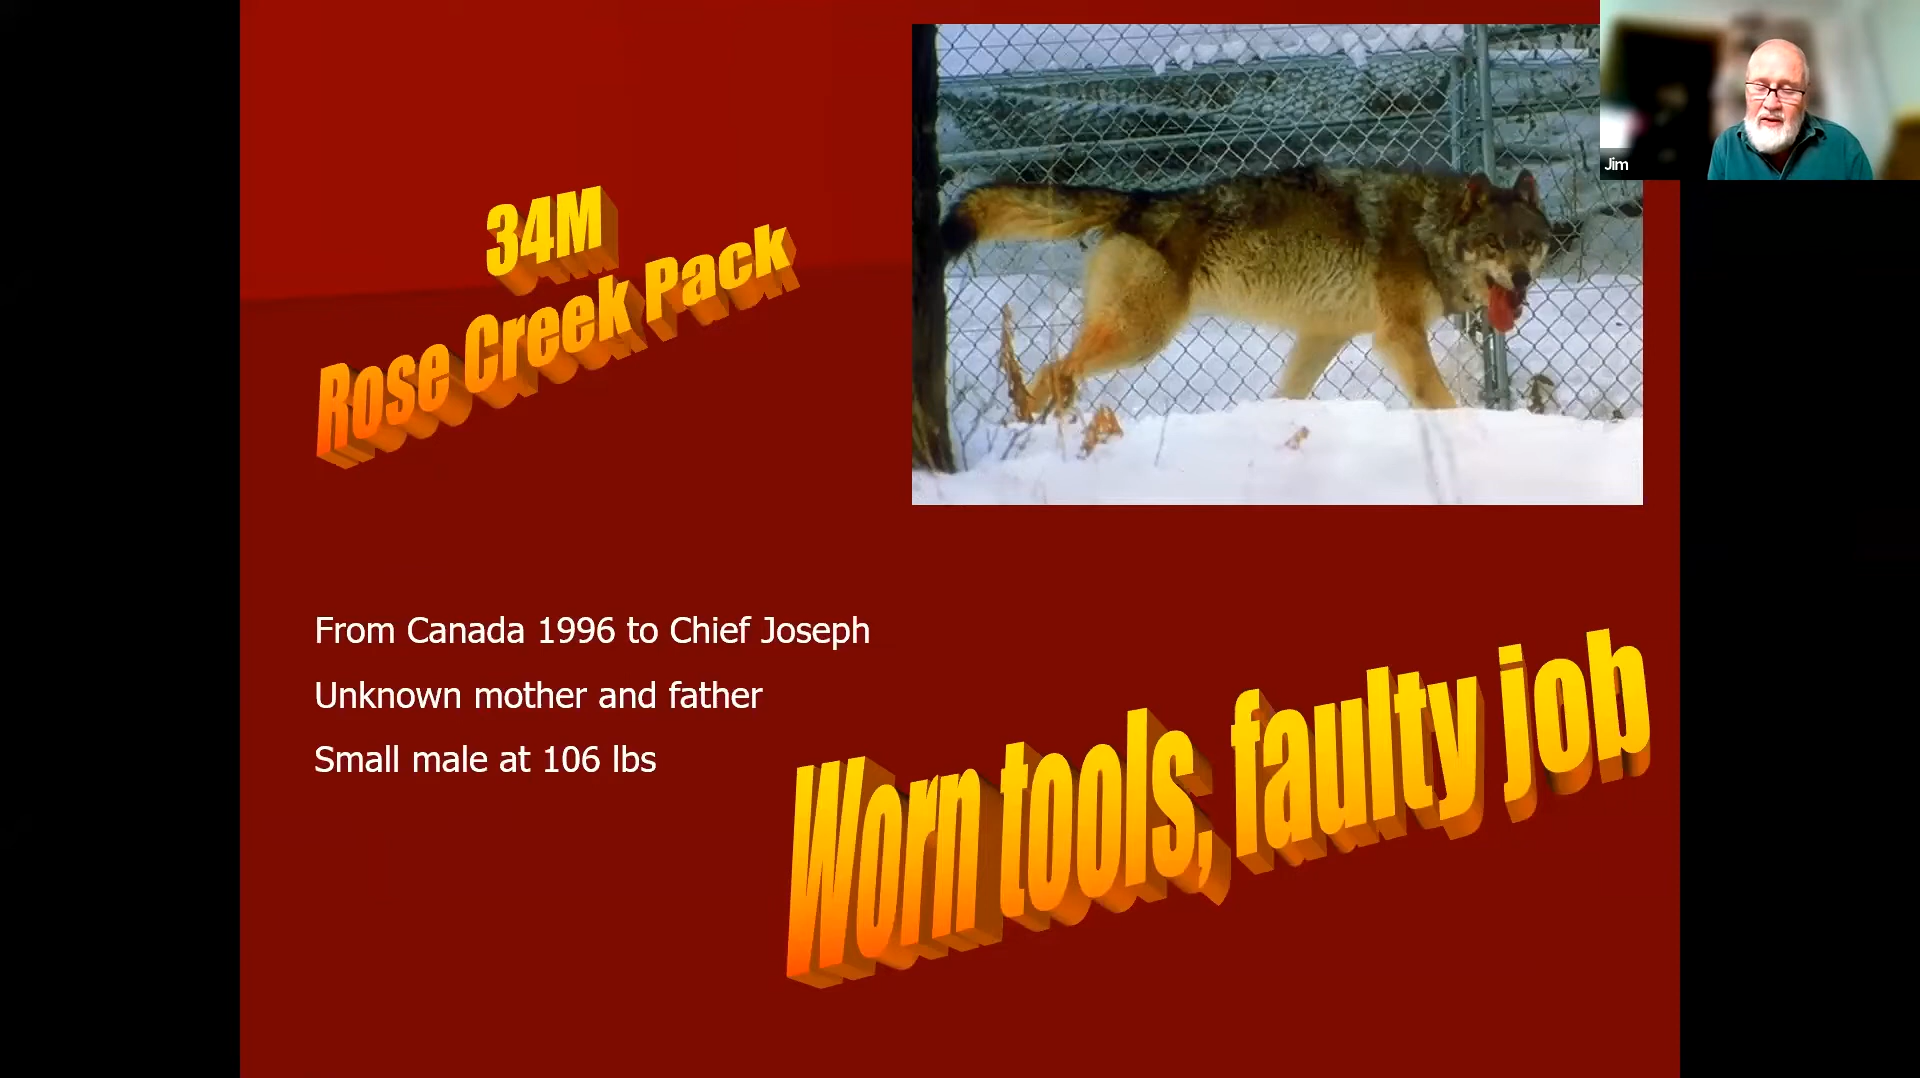 34M
Rose Creek Pack
Jim
From Canada 1996 to Chief Joseph
Unknown mother and father
Small male at 106 lbs
Worn tools, faulty job